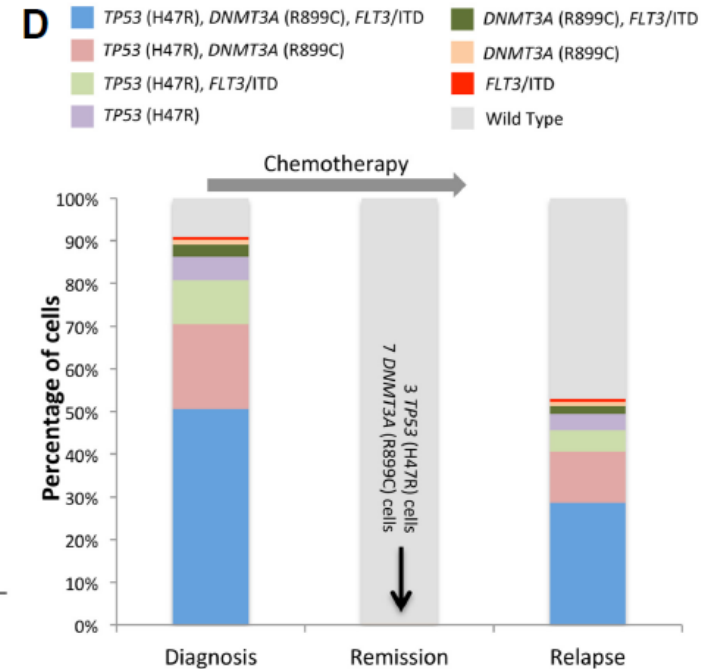 D
TP53 (H47R), DNMT3A (R899C), FLT3/ITD
TP53 (H47R), DNMT3A (R899C)
TP53 (H47R), FLT3/ITD
TP53 (H47R)
DNMT3A (R899C), FLT3/ITD
DNMT3A (R899C)
FLT3/ITD
Wild Type
Chemotherapy
Percentage of cells
100%
90%
80%
70%
60%
50%
40%
30%
20%
10%
0%
3 TP53 (H47R) cells
7 DNMT3A (R899C) cells
Diagnosis
Remission
Relapse